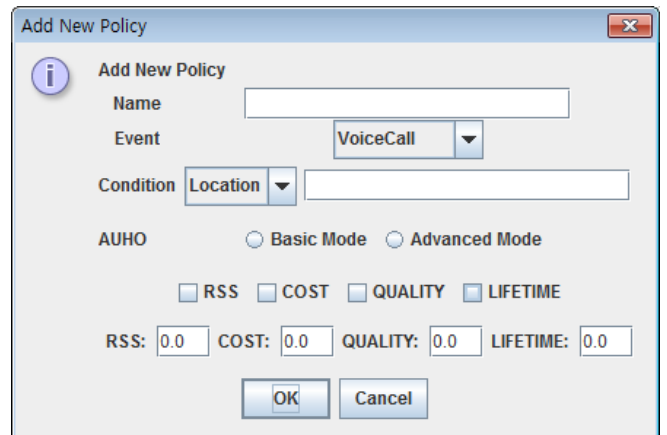 Add New Policy
Add New Policy
Name
Event VoiceCall
Condition Location
AUHO Basic Mode Advanced Mode
RSS COST QUALITY LIFETIME
RSS: 0.0 COST: 0.0 QUALITY: 0.0 LIFETIME: 0.0
OK Cancel